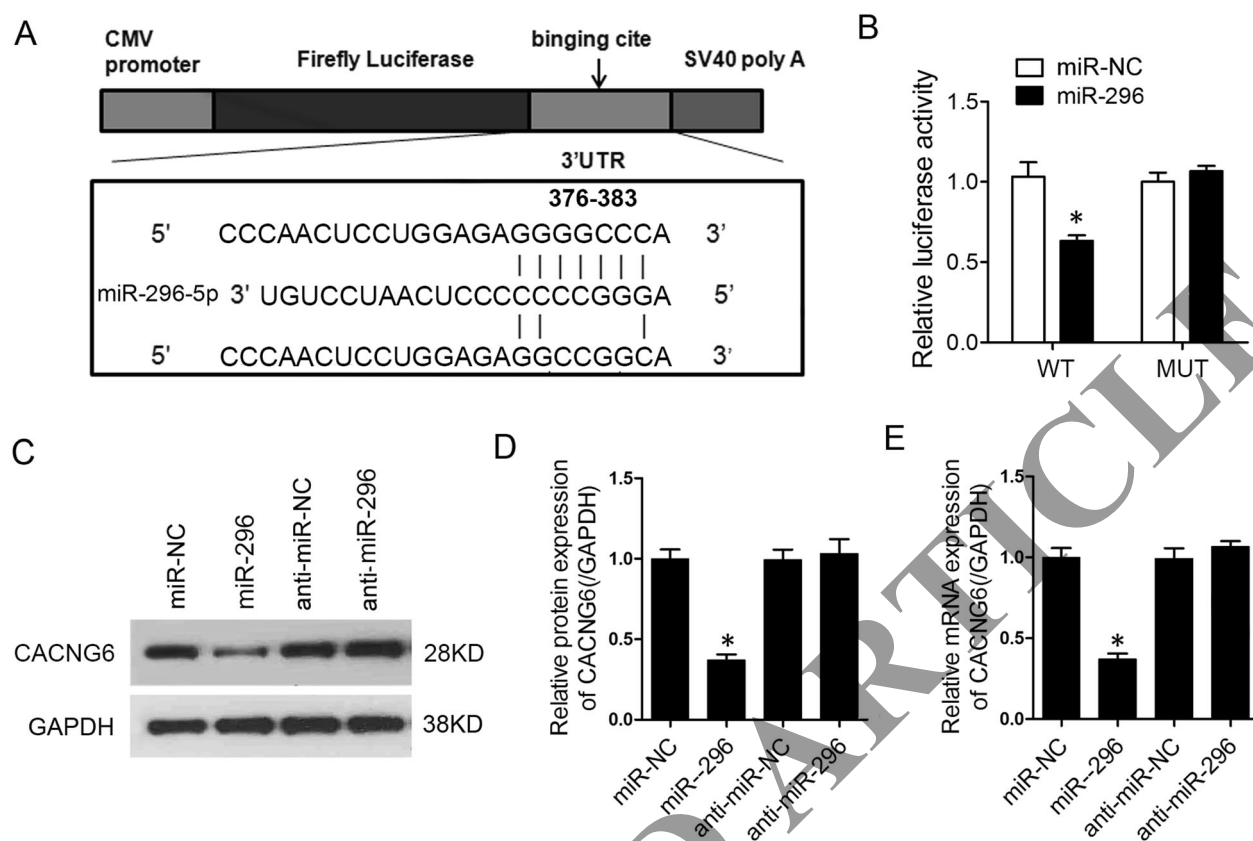 A
CMV
promoter
Firefly Luciferase
binging cite
SV40 poly A
3'UTR
376-383
5' CCCAACUCCUGGAGAGGGGCCCA 3'
miR-296-5p 3' UGUCCUAACUCCCCCCCGGGA 5'
5' CCCAACUCCUGGAGAGGCCGGCA 3'
B
miR-NC
miR-296
Relative luciferase activity
1.5
1.0
0.5
0.0
WT
MUT
*
C
miR-NC
miR-296
anti-miR-NC
anti-miR-296
CACNG6
28KD
GAPDH
38KD
D
Relative protein expression
of CACNG6(/GAPDH)
1.5
1.0
0.5
0.0
*
miR-NC
miR--296
anti-miR-NC
anti-miR-296
E
Relative mRNA expression
of CACNG6(/GAPDH)
1.5
1.0
0.5
0.0
*
miR-NC
miR--296
anti-miR-NC
anti-miR-296
D ARTICLE